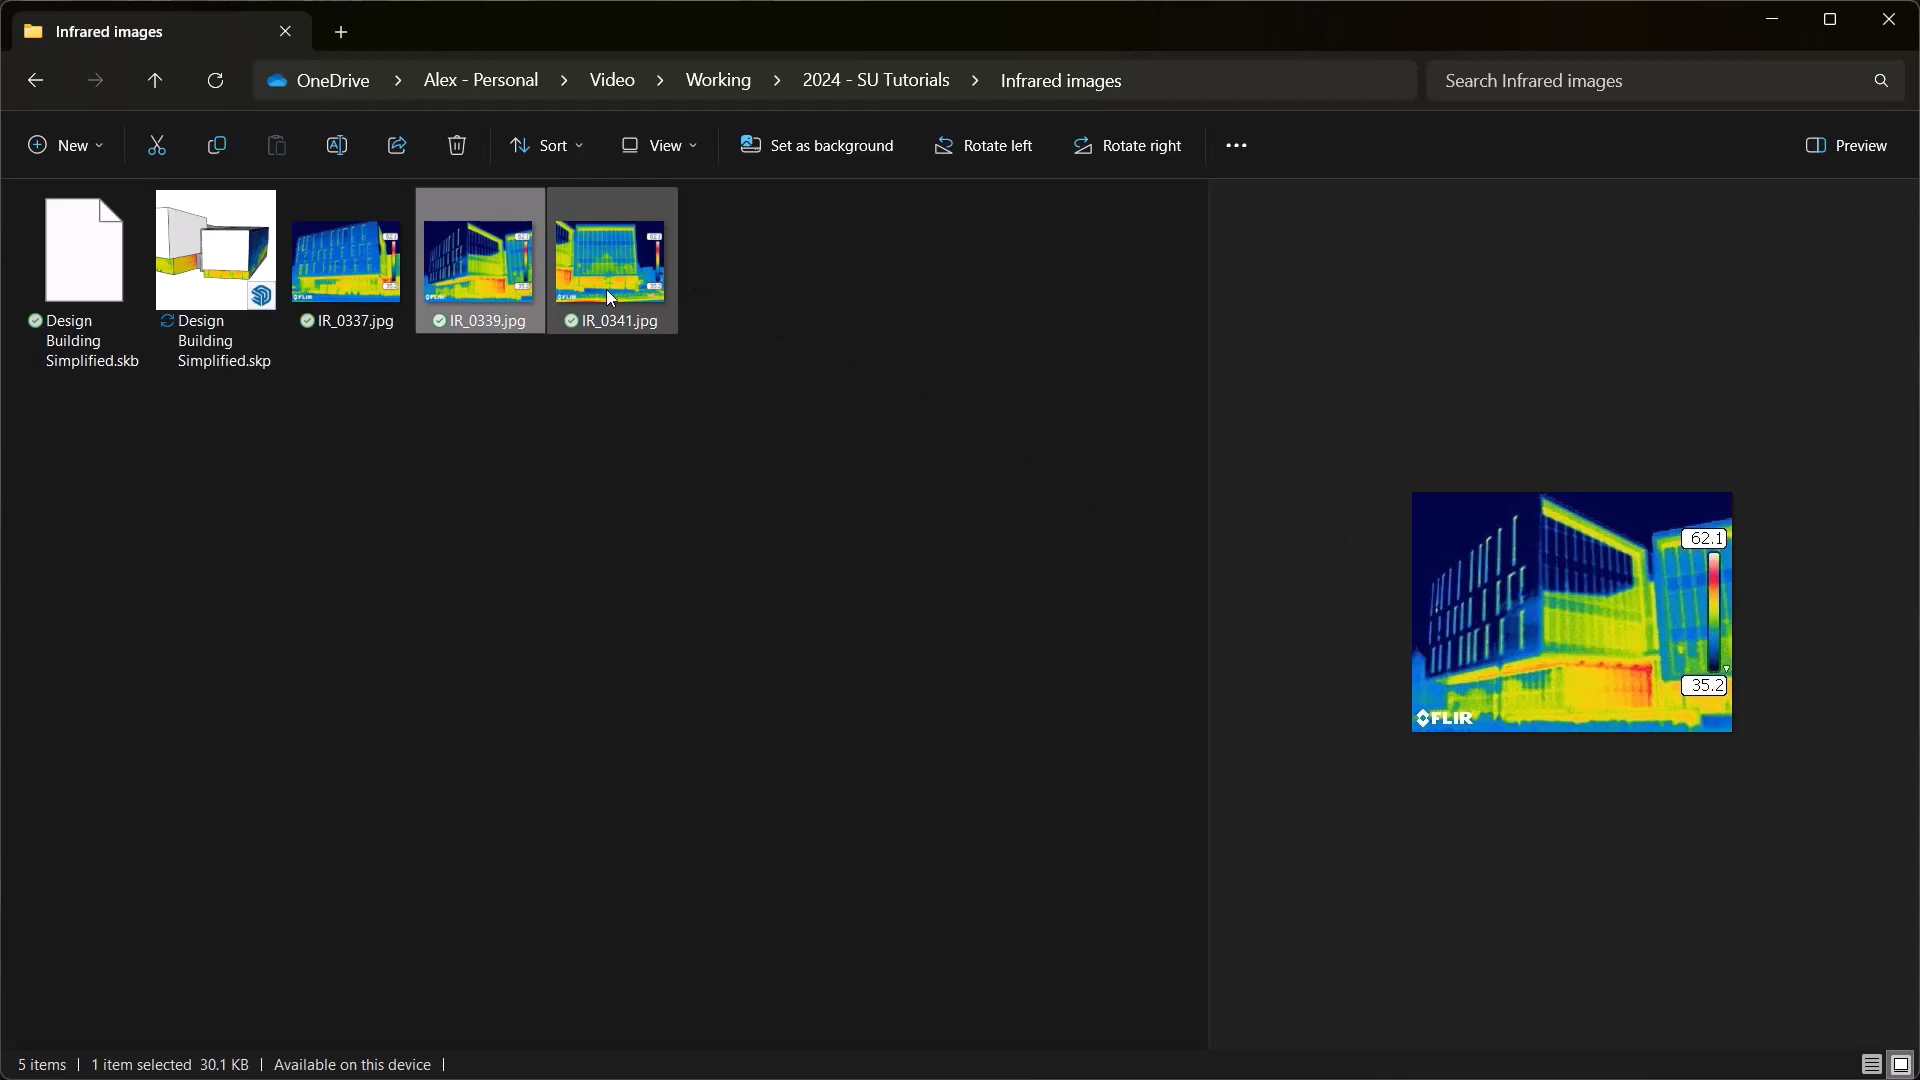 Infrared images
OneDrive > Alex - Personal > Video > Working > 2024 - SU Tutorials > Infrared images
Search Infrared images
New
Sort
View
Set as background
Rotate left
Rotate right
Preview
Design Building Simplified.skb
Design Building Simplified.skp
IR_0337.jpg
IR_0339.jpg
IR_0341.jpg
62.1
35.2
FLIR
5 items | 1 item selected 30.1 KB | Available on this device |